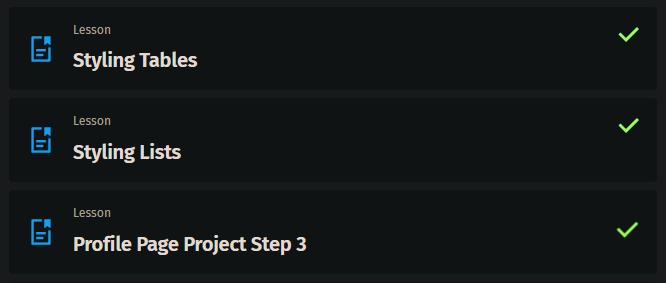 Lesson
Styling Tables
Lesson
Styling Lists
Lesson
Profile Page Project Step 3